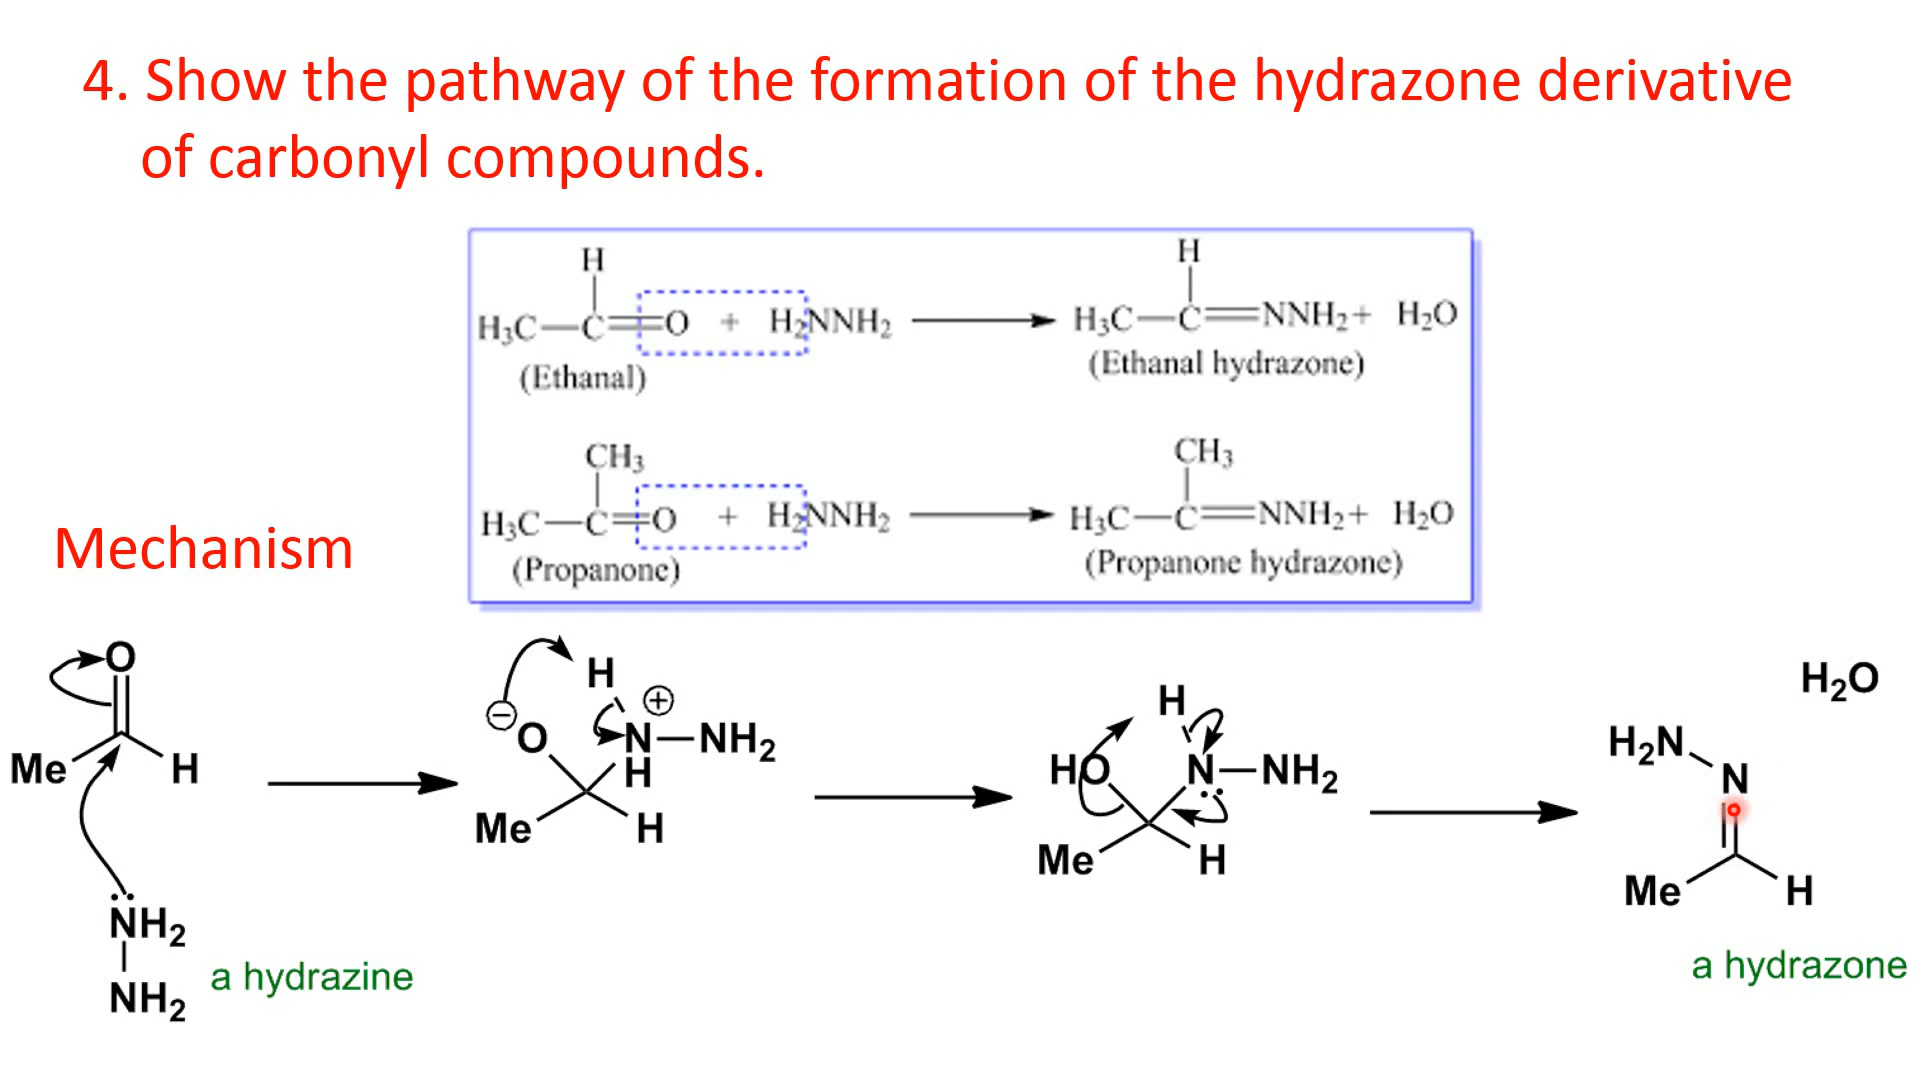 4. Show the pathway of the formation of the hydrazone derivative
of carbonyl compounds.
H
H₃C—C=O + H₂NNH₂
(Ethanal)
H
H₃C—C=NNH₂+ H₂O
(Ethanal hydrazone)
CH₃
H₃C—C=O + H₂NNH₂
(Propanone)
CH₃
H₃C—C=NNH₂+ H₂O
(Propanone hydrazone)
Mechanism
O
Me H
NH₂
NH₂
a hydrazine
H
⊖ ⊕
O N—NH₂
H
Me H
H
HO N—NH₂
Me H
H₂O
H₂N
N
Me H
a hydrazone